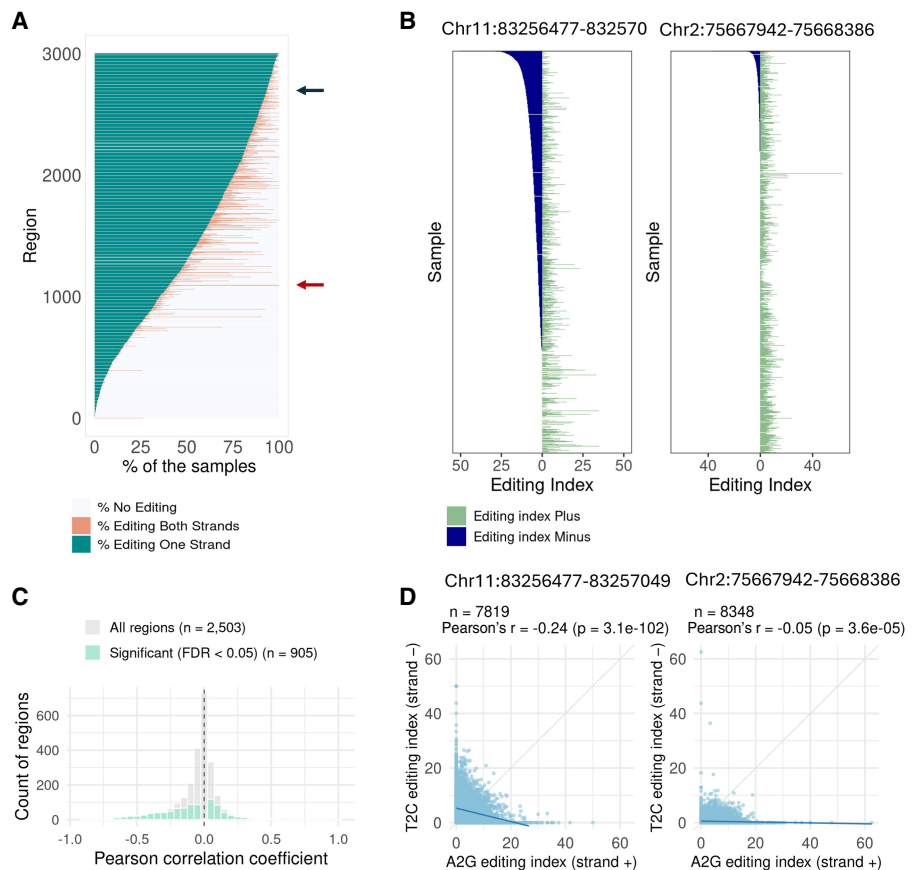 A
3000
2000
1000
0
Region
0 25 50 75 100
% of the samples
% No Editing
% Editing Both Strands
% Editing One Strand
B
Chr11:83256477-832570
Chr2:75667942-75668386
Sample
Sample
50 25 0 25 50
40 0 40
Editing Index
Editing Index
Editing index Plus
Editing index Minus
C
All regions (n = 2,503)
Significant (FDR < 0.05) (n = 905)
600
400
200
0
Count of regions
-1.0 -0.5 0.0 0.5 1.0
Pearson correlation coefficient
D
Chr11:83256477-83257049
Chr2:75667942-75668386
n = 7819
Pearson's r = -0.24 (p = 3.1e-102)
n = 8348
Pearson's r = -0.05 (p = 3.6e-05)
T2C editing index (strand −)
60
40
20
0
0 20 40 60
A2G editing index (strand +)
T2C editing index (strand −)
60
40
20
0
0 20 40 60
A2G editing index (strand +)